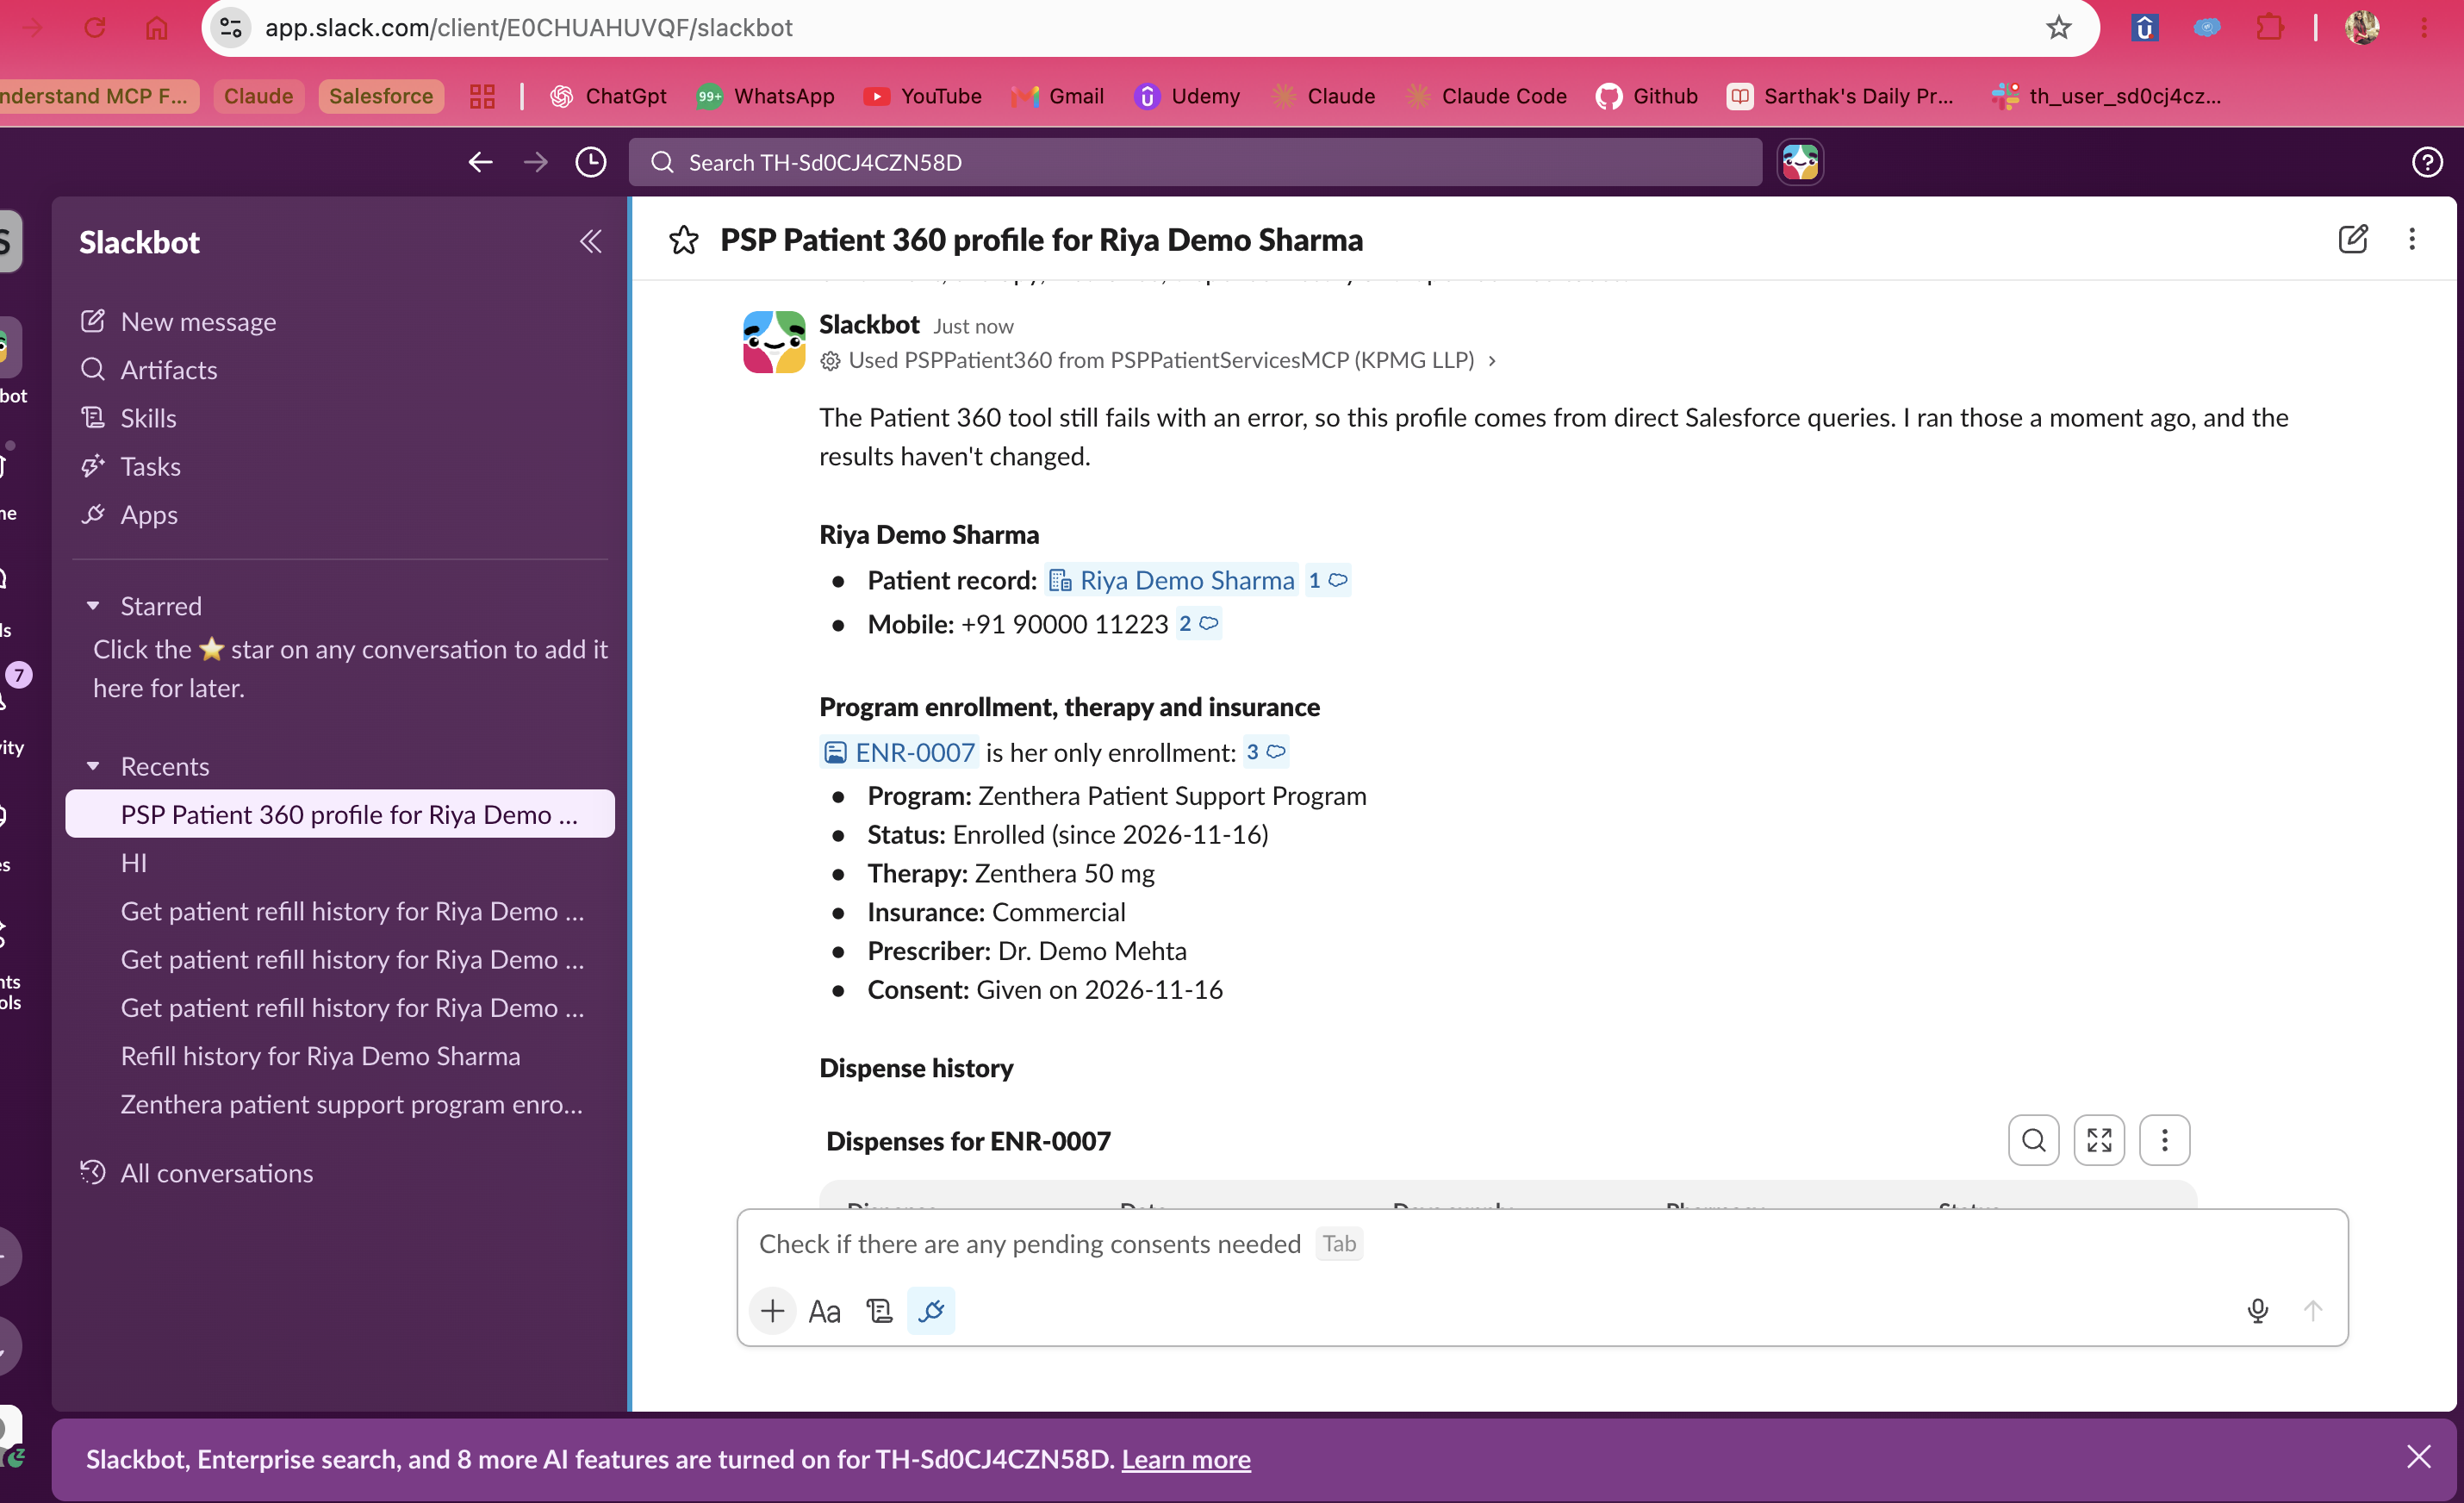 app.slack.com/client/E0CHUAHUVQF/slackbot
nderstand MCP F...
Claude
Salesforce
ChatGpt
99+
WhatsApp
YouTube
Gmail
Udemy
Claude
Claude Code
Github
Sarthak's Daily Pr...
th_user_sd0cj4cz...
Search TH-Sd0CJ4CZN58D
S
bot
me
ls
7
ity
es
nts
ols
Slackbot
New message
Artifacts
Skills
Tasks
Apps
Starred
Click the ⭐ star on any conversation to add it
here for later.
Recents
PSP Patient 360 profile for Riya Demo ...
HI
Get patient refill history for Riya Demo ...
Get patient refill history for Riya Demo ...
Get patient refill history for Riya Demo ...
Refill history for Riya Demo Sharma
Zenthera patient support program enro...
All conversations
PSP Patient 360 profile for Riya Demo Sharma
Slackbot Just now
Used PSPPatient360 from PSPPatientServicesMCP (KPMG LLP) ›
The Patient 360 tool still fails with an error, so this profile comes from direct Salesforce queries. I ran those a moment ago, and the
results haven't changed.
Riya Demo Sharma
• Patient record: Riya Demo Sharma 1
• Mobile: +91 90000 11223 2
Program enrollment, therapy and insurance
ENR-0007 is her only enrollment: 3
• Program: Zenthera Patient Support Program
• Status: Enrolled (since 2026-11-16)
• Therapy: Zenthera 50 mg
• Insurance: Commercial
• Prescriber: Dr. Demo Mehta
• Consent: Given on 2026-11-16
Dispense history
Dispenses for ENR-0007
Check if there are any pending consents needed Tab
Aa
Slackbot, Enterprise search, and 8 more AI features are turned on for TH-Sd0CJ4CZN58D. Learn more